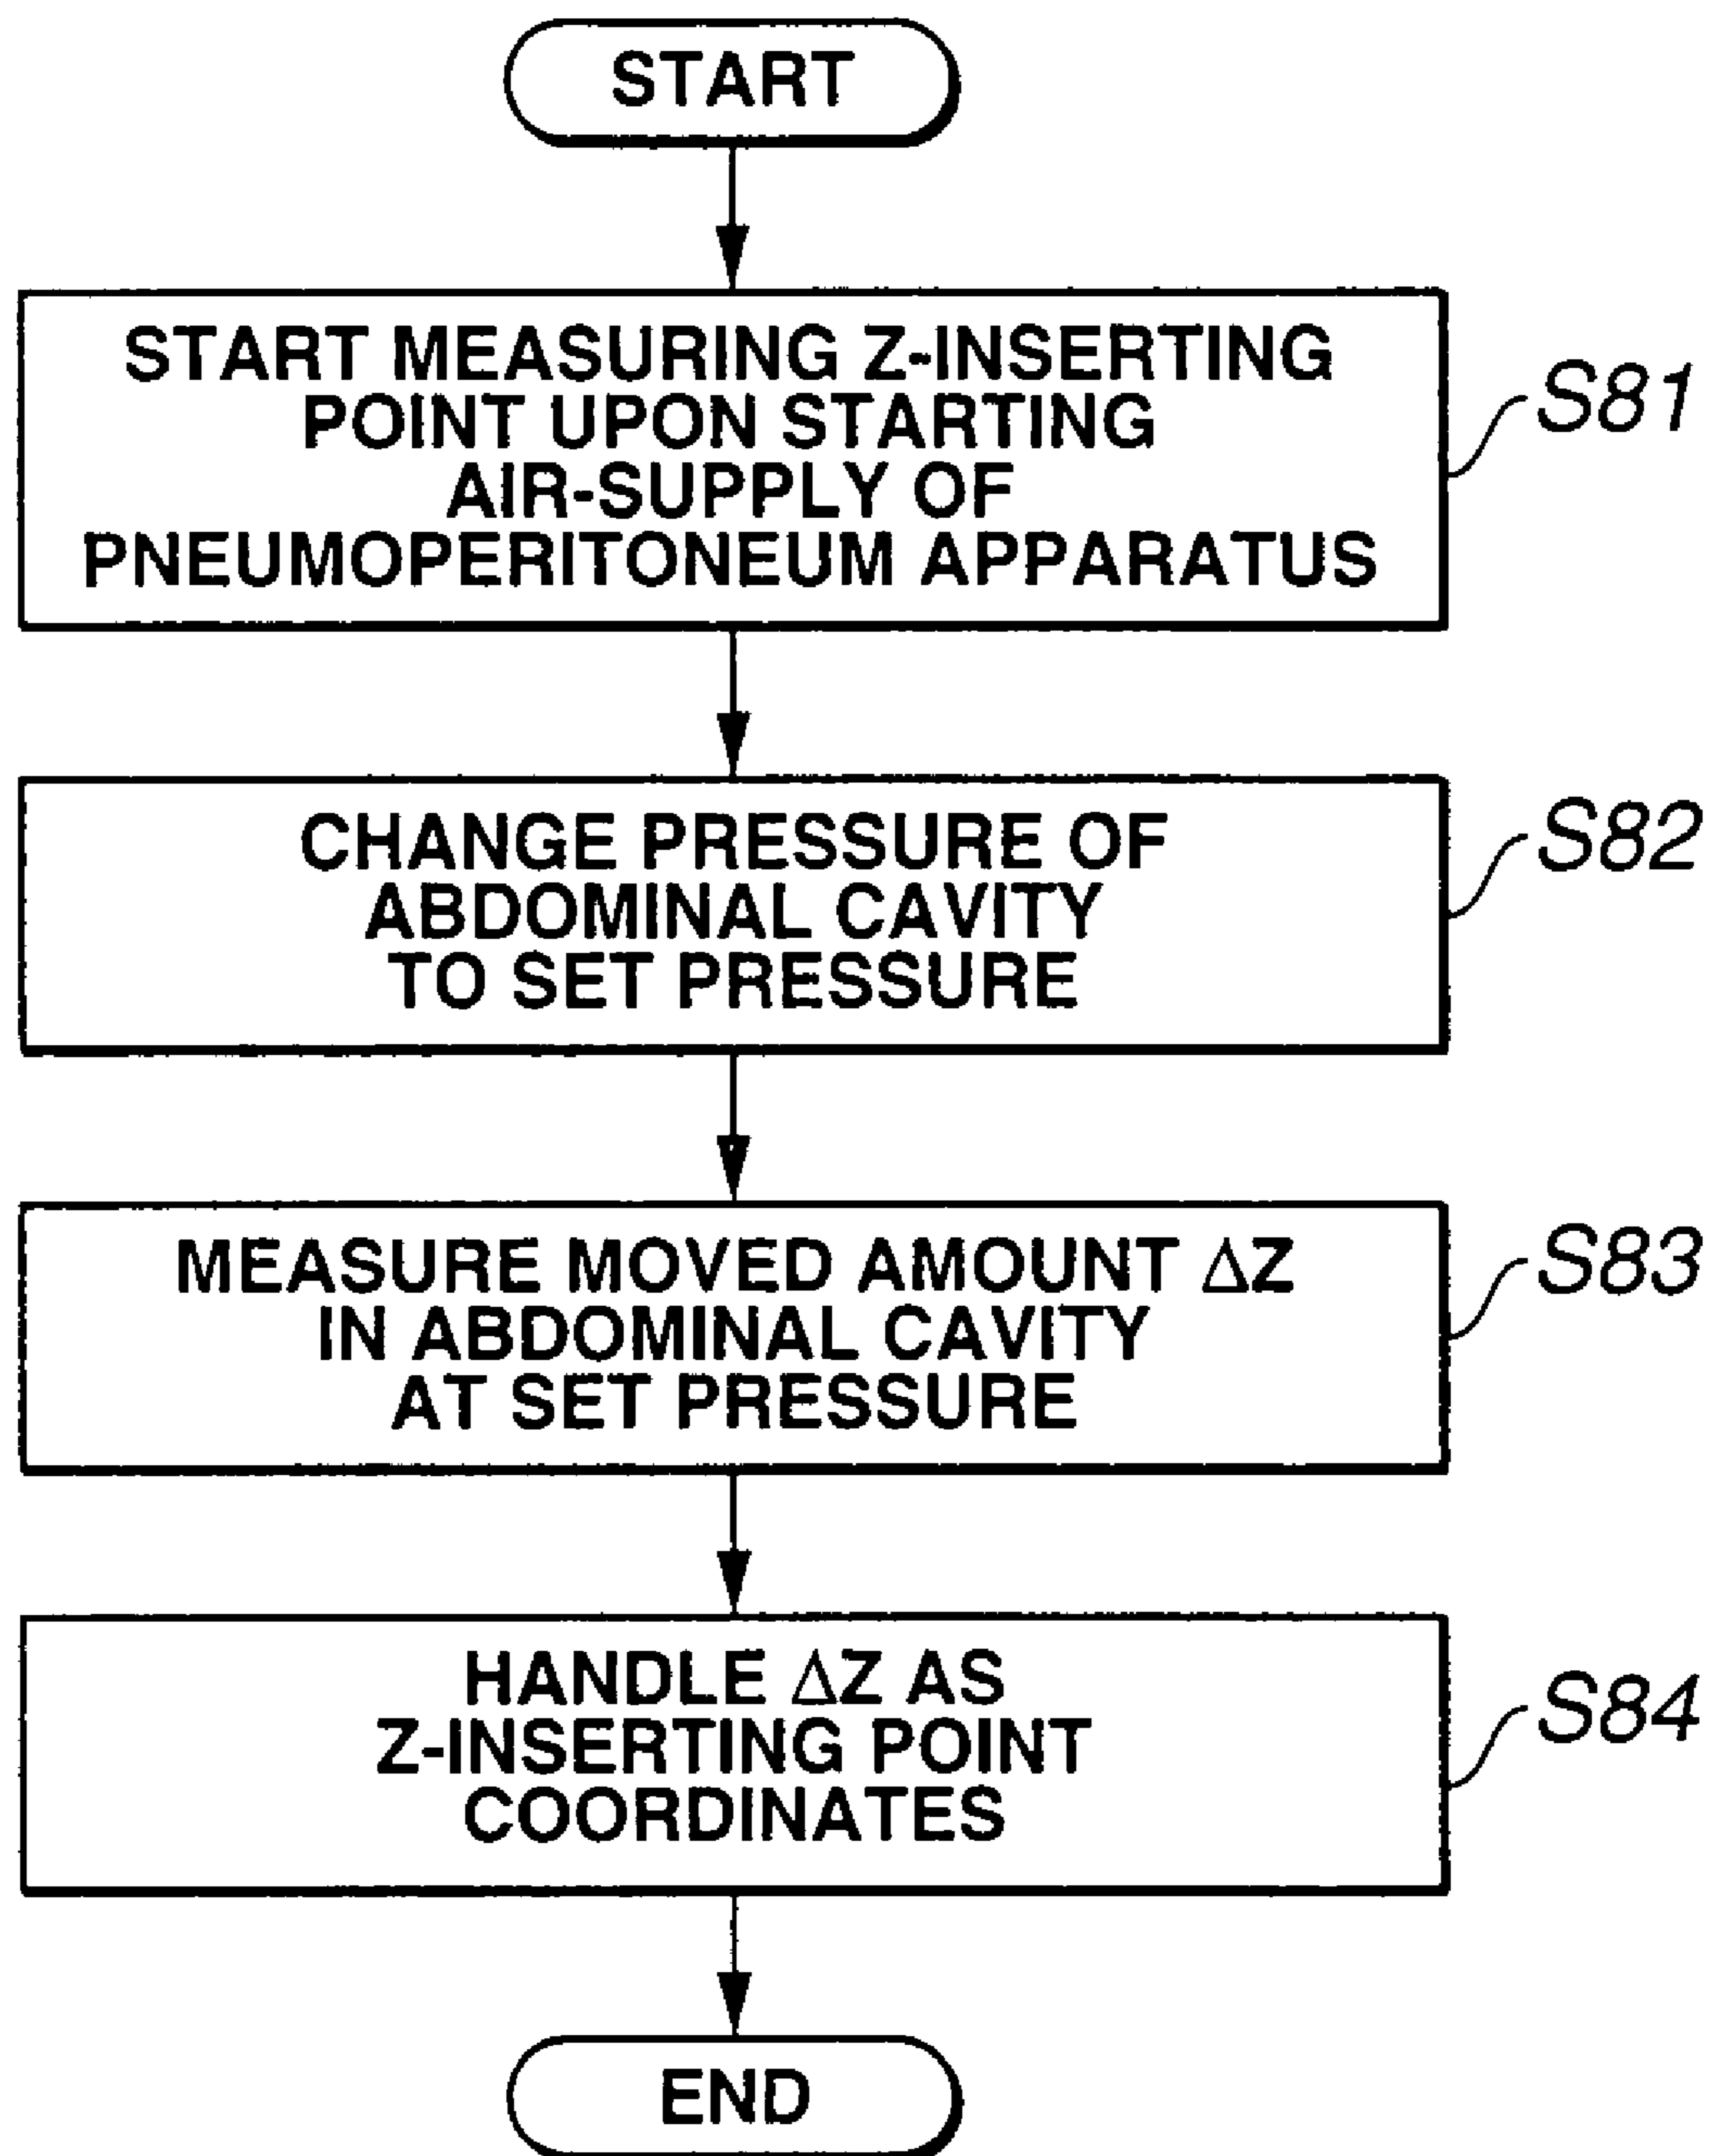 START
START MEASURING Z-INSERTING
POINT UPON STARTING
AIR-SUPPLY OF
PNEUMOPERITONEUM APPARATUS
S81
CHANGE PRESSURE OF
ABDOMINAL CAVITY
TO SET PRESSURE
S82
MEASURE MOVED AMOUNT ΔZ
IN ABDOMINAL CAVITY
AT SET PRESSURE
S83
HANDLE ΔZ AS
Z-INSERTING POINT
COORDINATES
S84
END